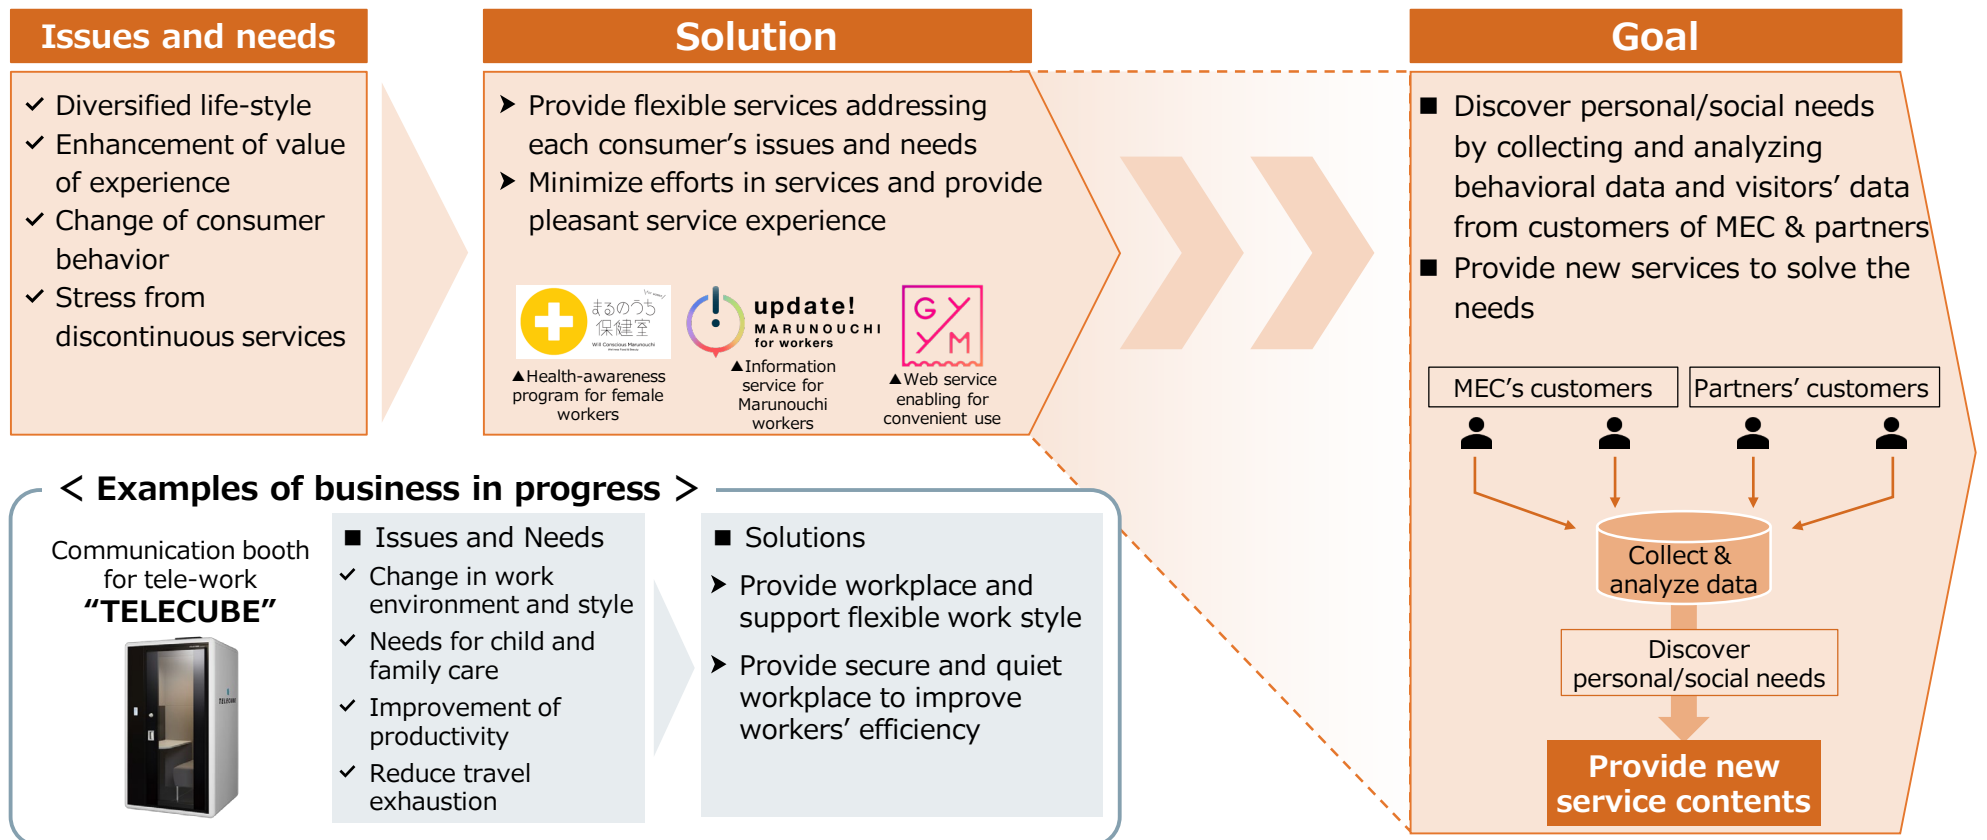 Issues and needs
✓ Diversified life-style
✓ Enhancement of value
of experience
✓ Change of consumer
behavior
✓ Stress from
discontinuous services
Solution
➤ Provide flexible services addressing
each consumer’s issues and needs
➤ Minimize efforts in services and provide
pleasant service experience
まるのうち
保健室
Will Conscious Marunouchi
▲Health-awareness
program for female
workers
update!
MARUNOUCHI
for workers
▲Information
service for
Marunouchi
workers
GYYM
▲Web service
enabling for
convenient use
Goal
■ Discover personal/social needs
by collecting and analyzing
behavioral data and visitors’ data
from customers of MEC & partners
■ Provide new services to solve the
needs
MEC’s customers
Partners’ customers
Collect &
analyze data
Discover
personal/social needs
Provide new
service contents
< Examples of business in progress >
Communication booth
for tele-work
“TELECUBE”
TELECUBE
■ Issues and Needs
✓ Change in work
environment and style
✓ Needs for child and
family care
✓ Improvement of
productivity
✓ Reduce travel
exhaustion
■ Solutions
➤ Provide workplace and
support flexible work style
➤ Provide secure and quiet
workplace to improve
workers’ efficiency